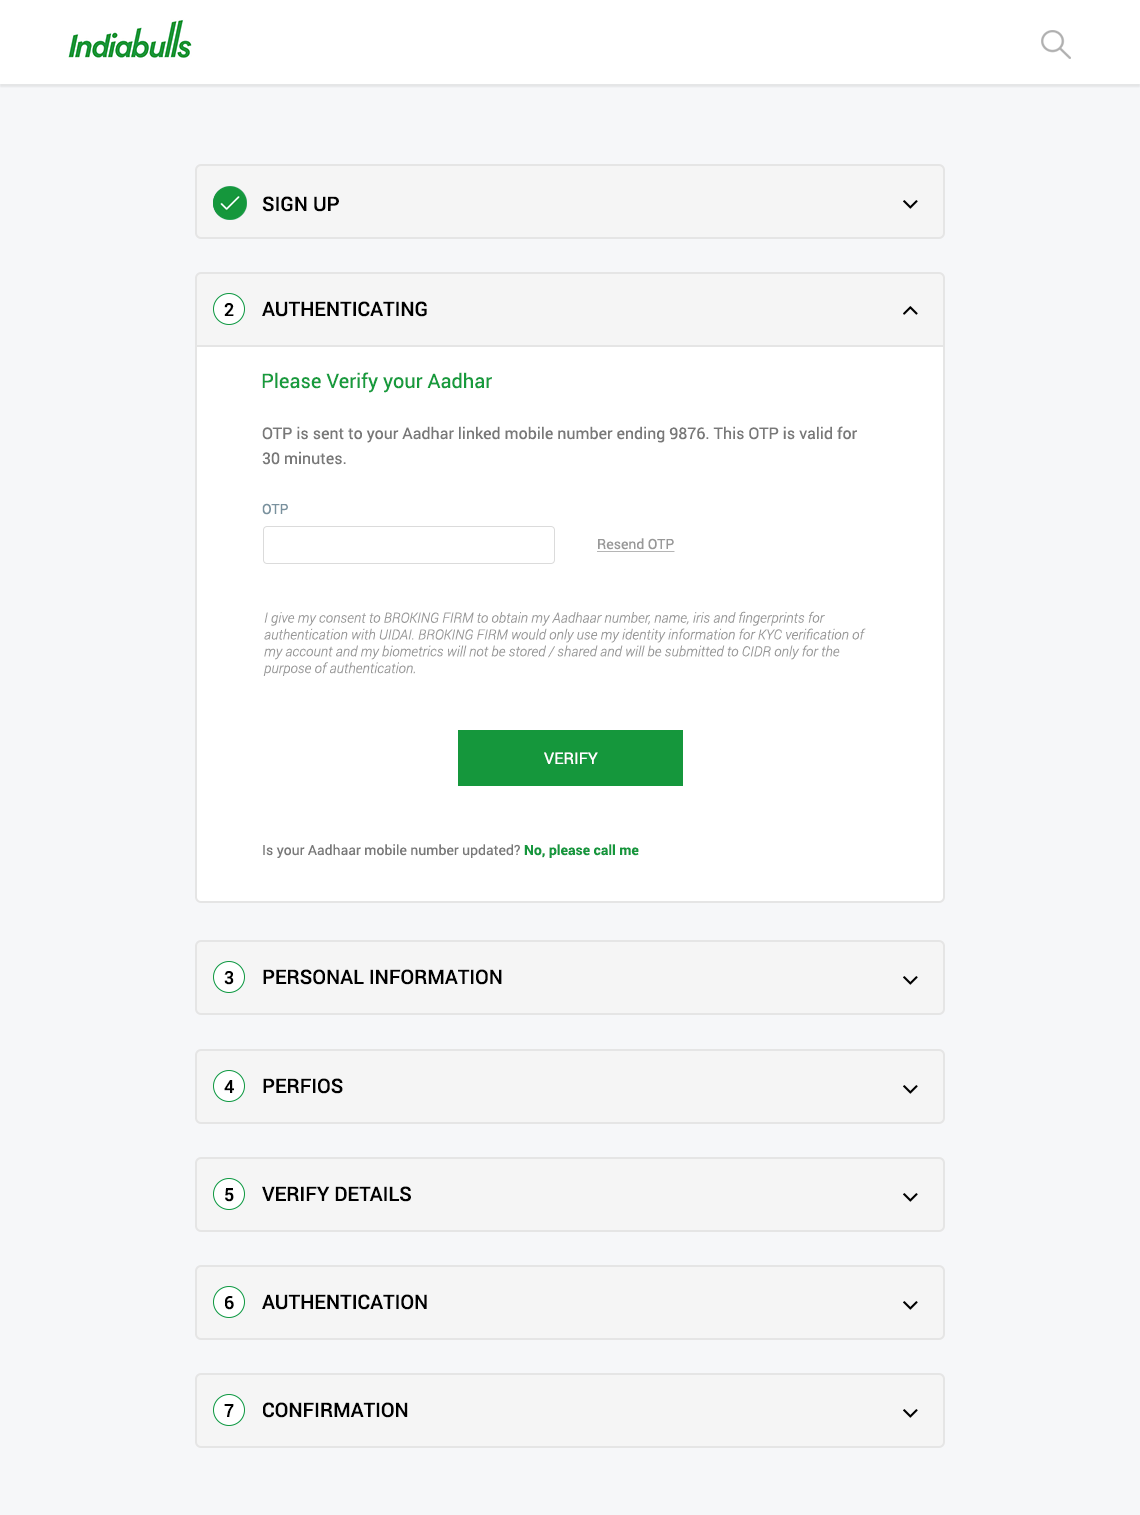 Indiabulls
SIGN UP
2 AUTHENTICATING
Please Verify your Aadhar
OTP is sent to your Aadhar linked mobile number ending 9876. This OTP is valid for
30 minutes.
OTP
Resend OTP
I give my consent to BROKING FIRM to obtain my Aadhaar number, name, iris and fingerprints for
authentication with UIDAI. BROKING FIRM would only use my identity information for KYC verification of
my account and my biometrics will not be stored / shared and will be submitted to CIDR only for the
purpose of authentication.
VERIFY
Is your Aadhaar mobile number updated? No, please call me
3 PERSONAL INFORMATION
4 PERFIOS
5 VERIFY DETAILS
6 AUTHENTICATION
7 CONFIRMATION